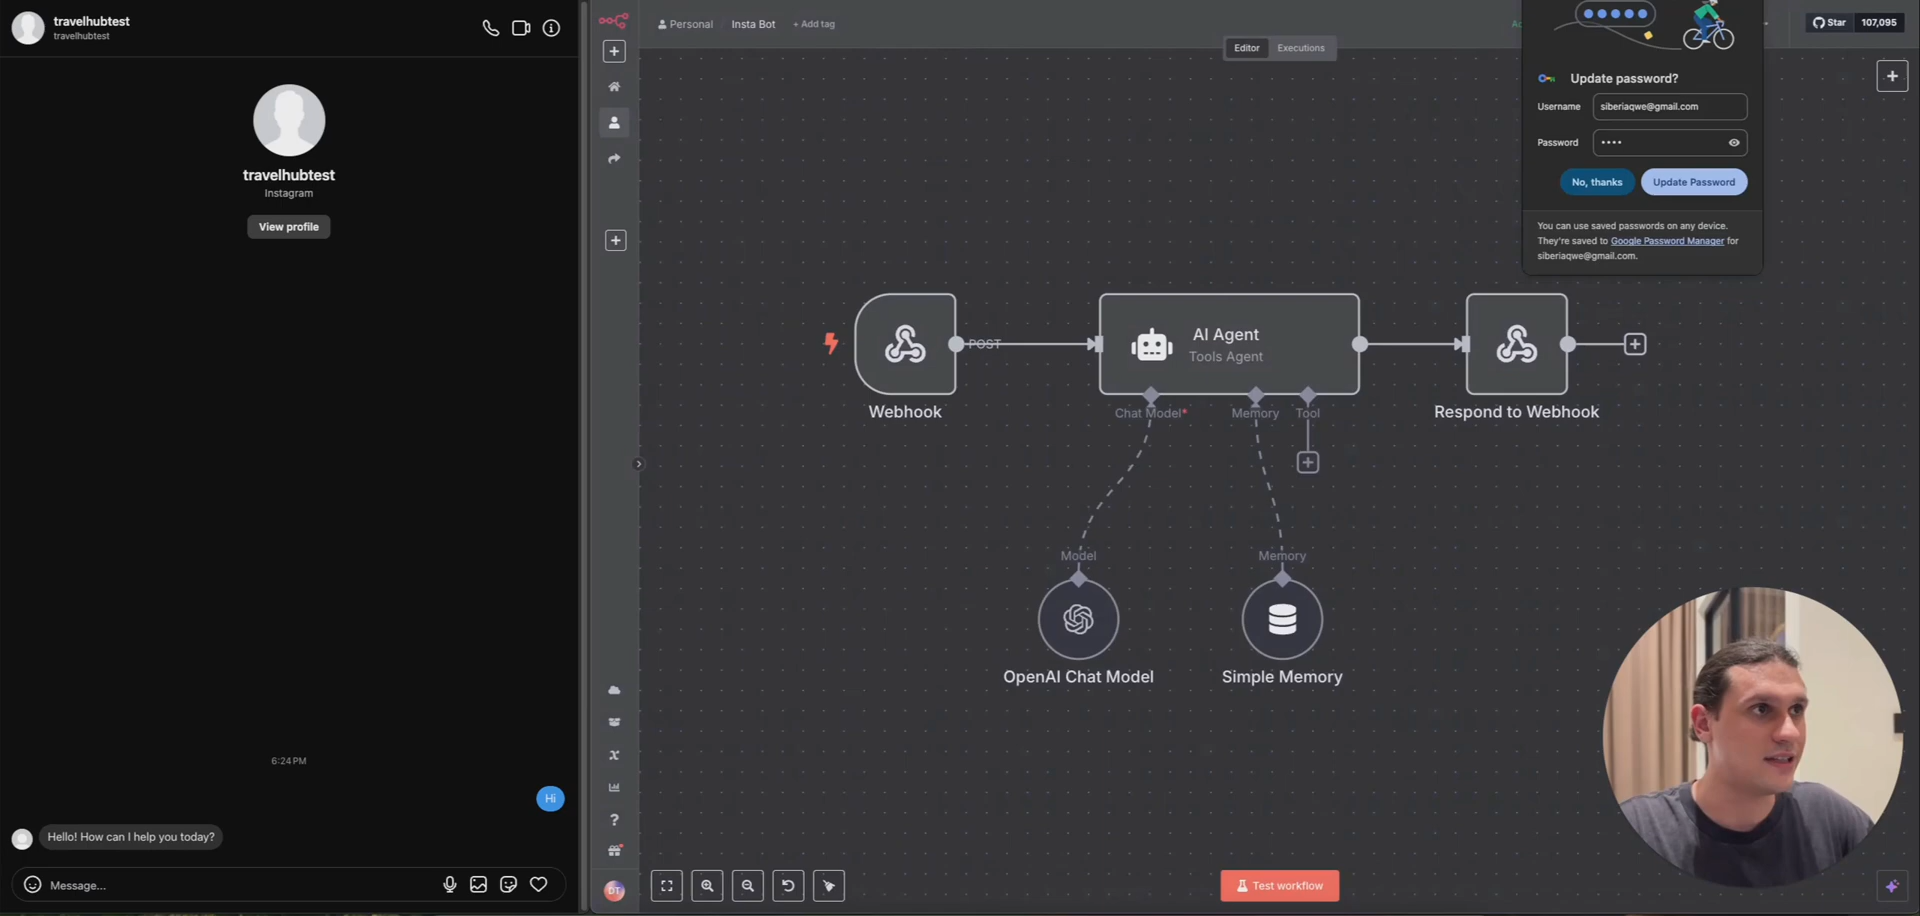 travelhubtest
travelhubtest
travelhubtest
Instagram
View profile
6:24 PM
Hi
Hello! How can I help you today?
Message...
Personal
Insta Bot
+ Add tag
Editor
Executions
Star
107,095
Update password?
Username
siberiaqwe@gmail.com
Password
No, thanks
Update Password
You can use saved passwords on any device.
They're saved to Google Password Manager for
siberiaqwe@gmail.com.
POST
Webhook
AI Agent
Tools Agent
Chat Model*
Memory
Tool
Respond to Webhook
Model
Memory
OpenAI Chat Model
Simple Memory
DT
Test workflow